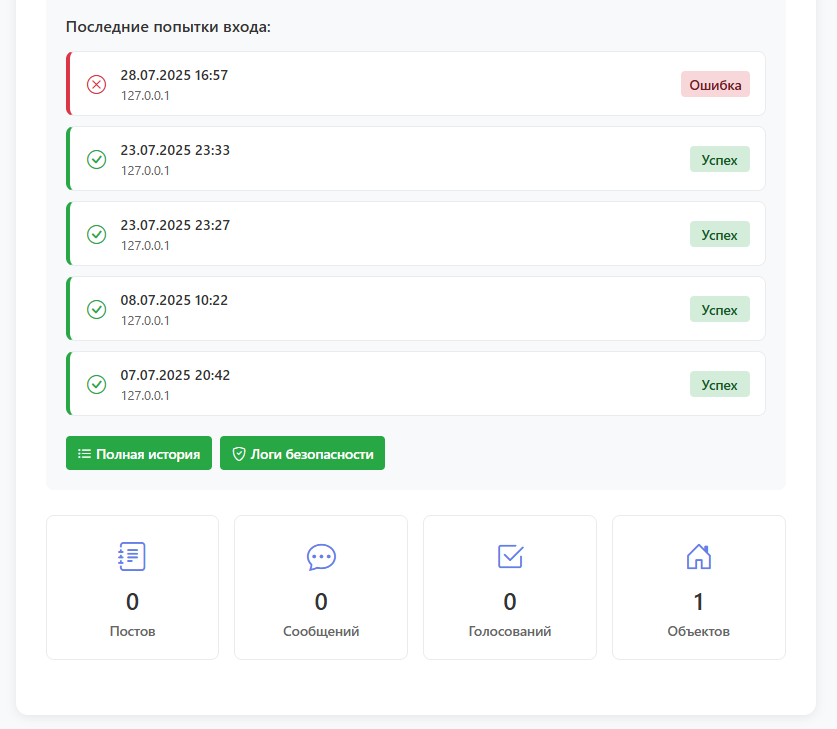 Последние попытки входа:
28.07.2025 16:57
127.0.0.1
Ошибка
23.07.2025 23:33
127.0.0.1
Успех
23.07.2025 23:27
127.0.0.1
Успех
08.07.2025 10:22
127.0.0.1
Успех
07.07.2025 20:42
127.0.0.1
Успех
Полная история
Логи безопасности
0
Постов
0
Сообщений
0
Голосований
1
Объектов